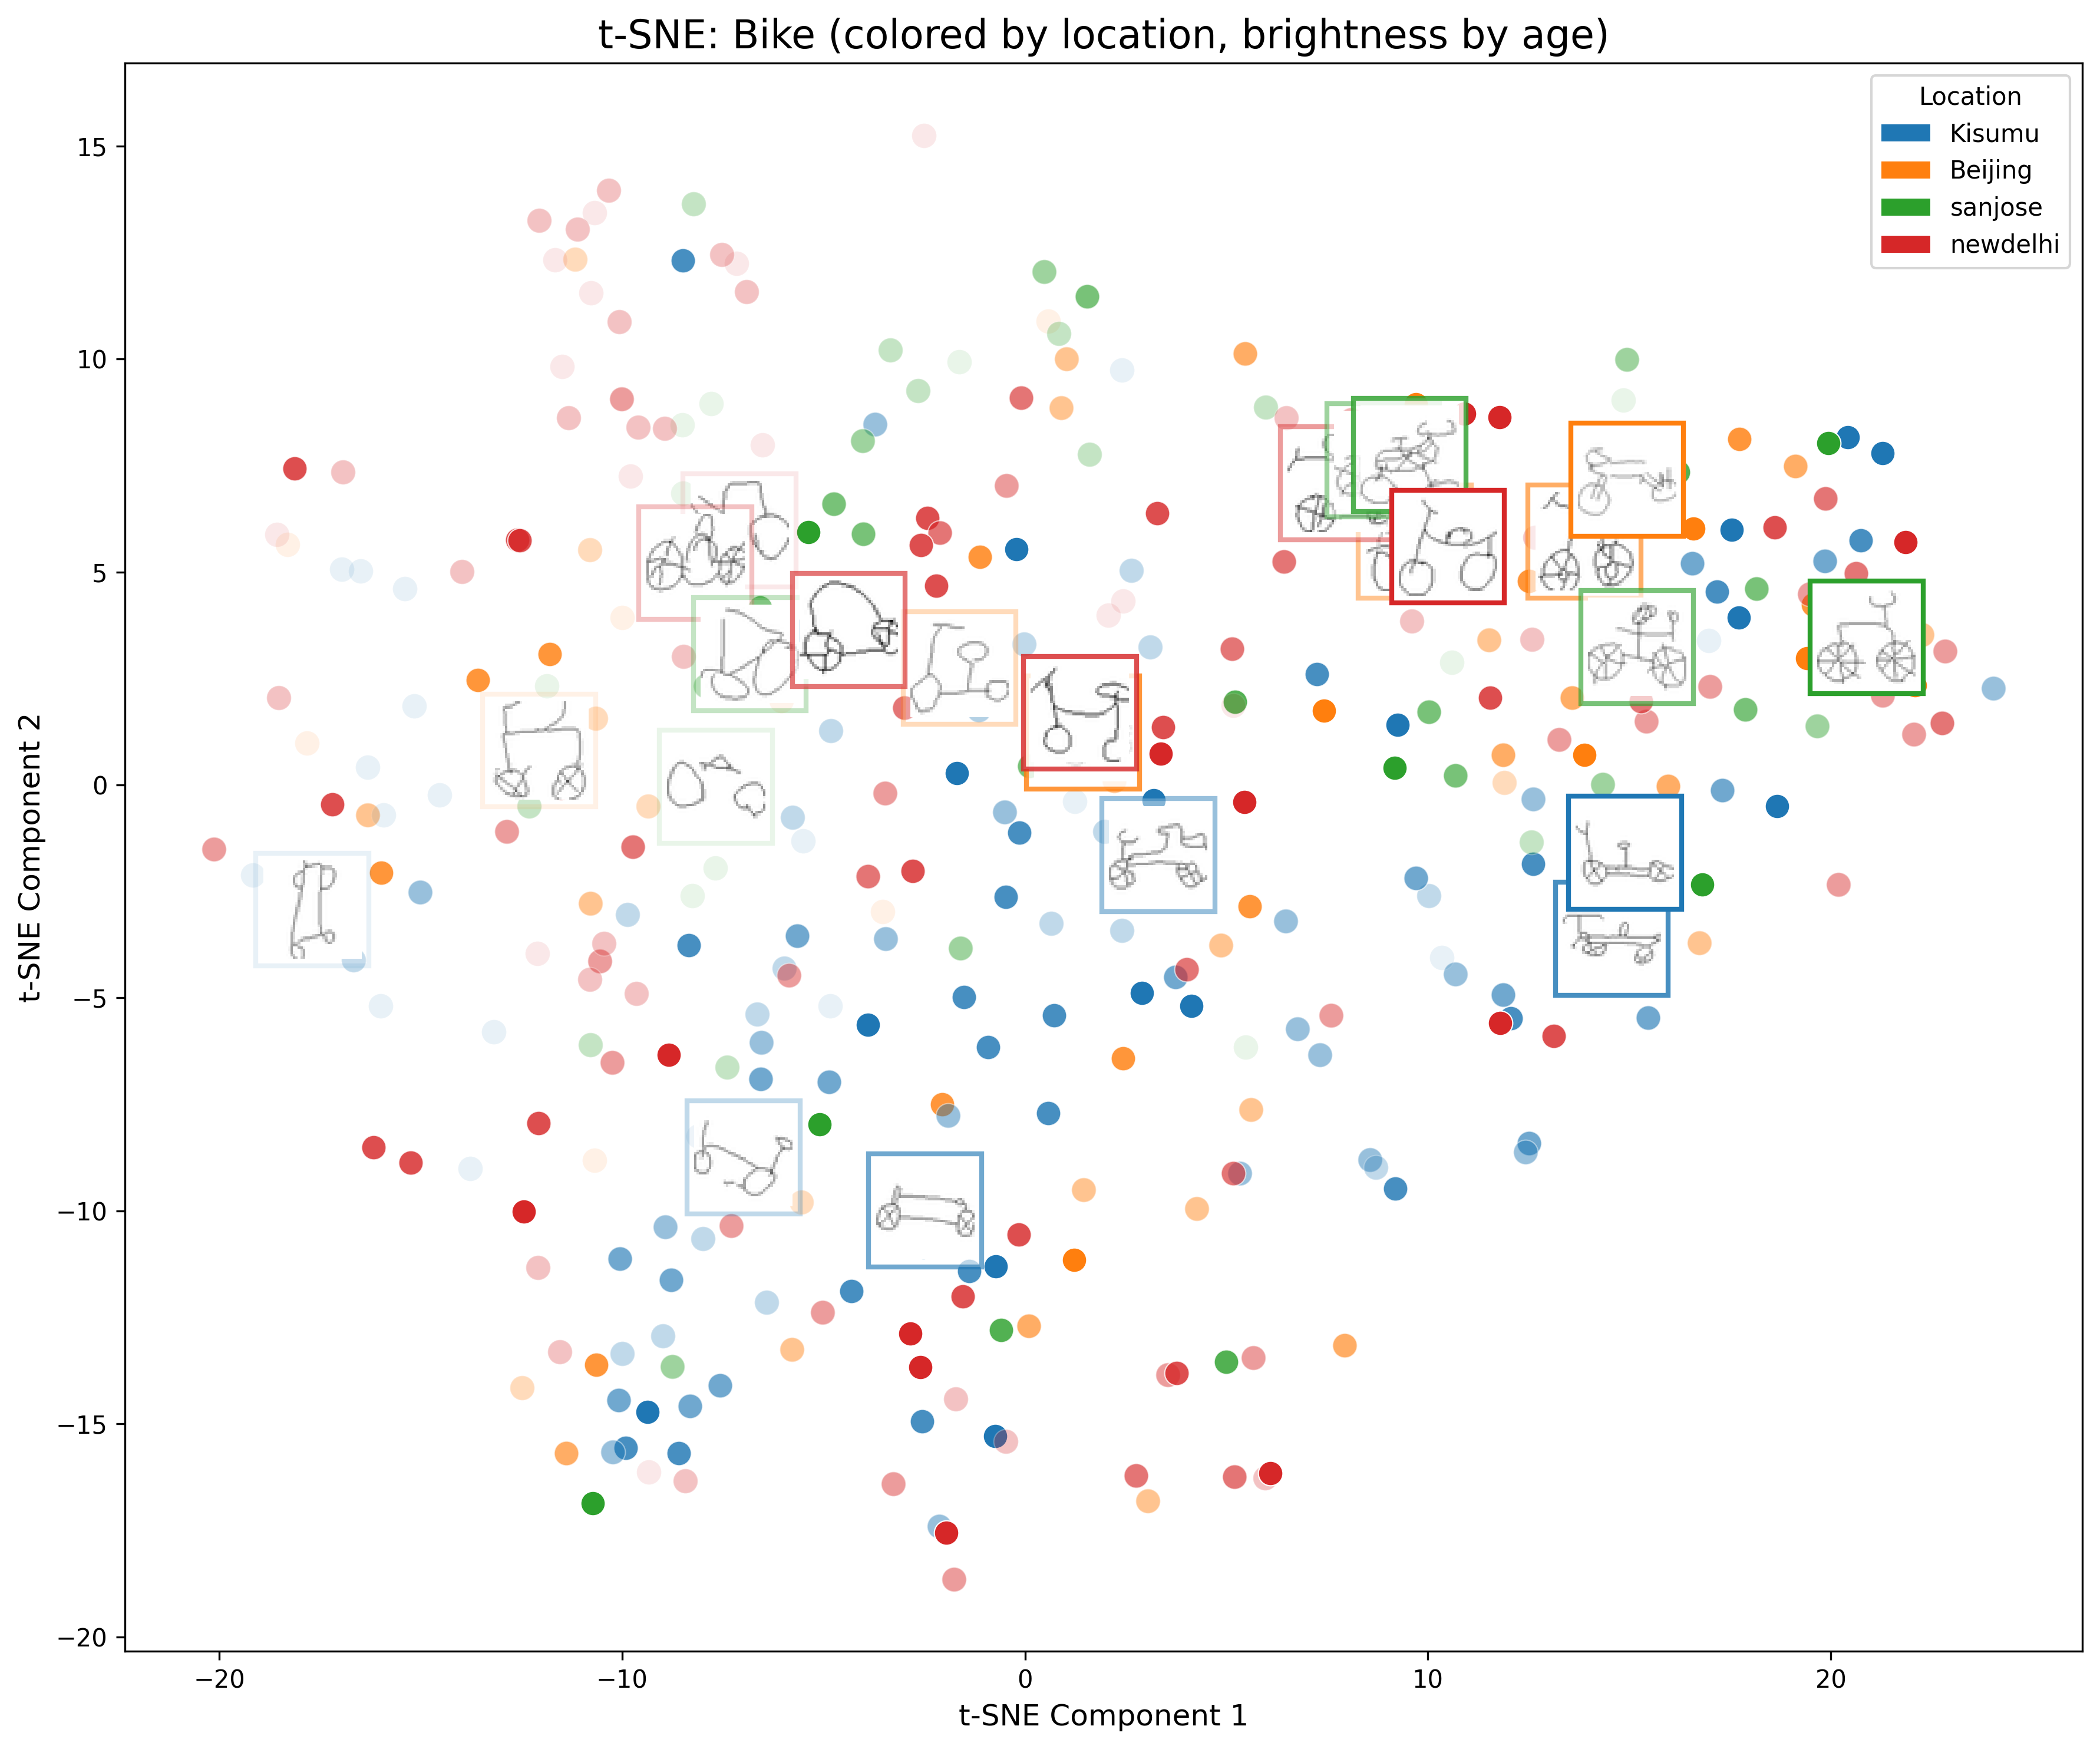 t-SNE: Bike (colored by location, brightness by age)
Location
Kisumu
Beijing
sanjose
newdelhi
15
10
5
0
−5
−10
−15
−20
t-SNE Component 2
−20 −10 0 10 20
t-SNE Component 1